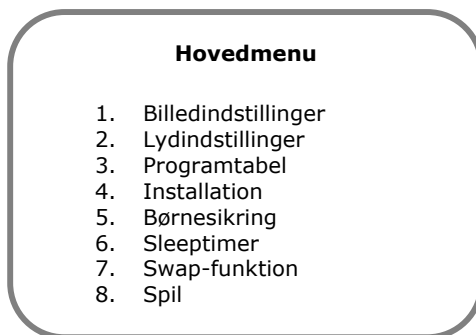 Hovedmenu
1. Billedindstillinger
2. Lydindstillinger
3. Programtabel
4. Installation
5. Børnesikring
6. Sleeptimer
7. Swap-funktion
8. Spil